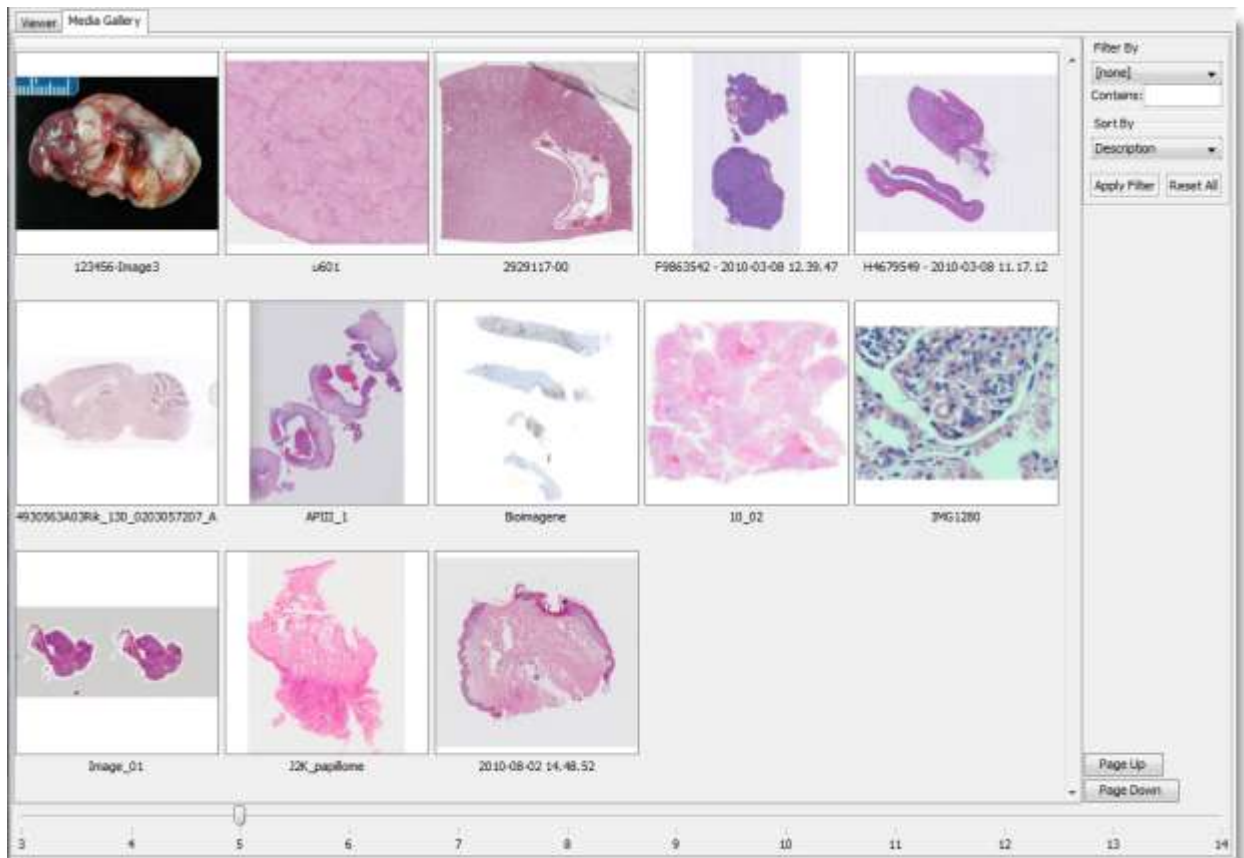 Viewer Media Gallery
Filter By
[none]
Contains:
Sort By
Description
Apply Filter Reset All
123456-Image3 u601 2929117-00 F9863542 - 2010-03-08 12.39.47 H4679549 - 2010-03-08 11.17.12
4930563A03Rik_130_0203057207_A APIII_1 Bioimagene 10_02 IMG1280
Image_01 J2K_papillome 2010-08-02 14.48.52
Page Up
Page Down
3 4 5 6 7 8 9 10 11 12 13 14